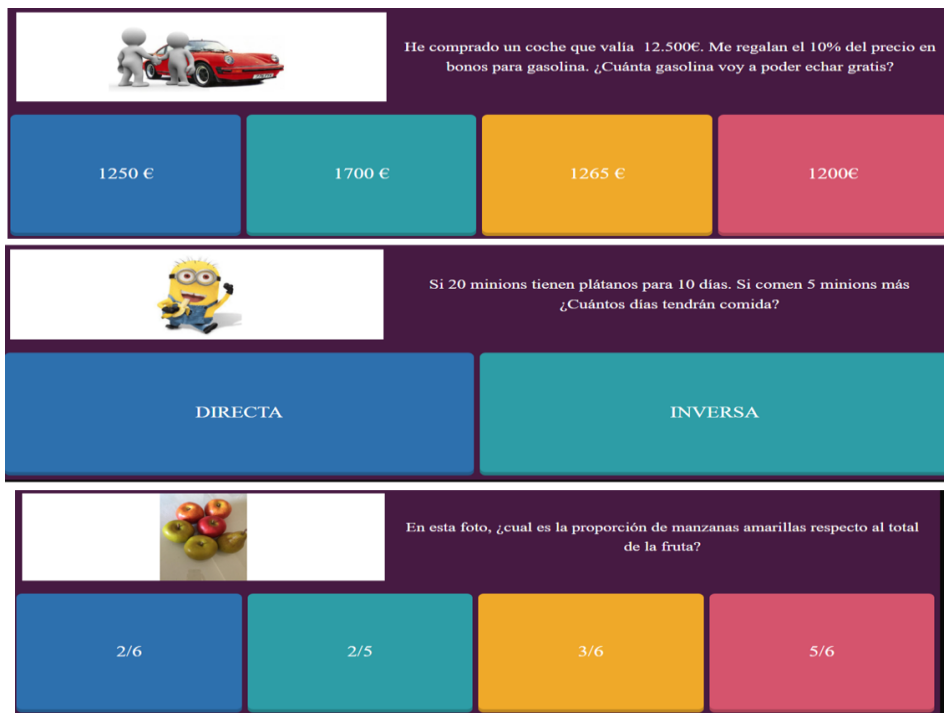 He comprado un coche que valía 12.500€. Me regalan el 10% del precio en
bonos para gasolina. ¿Cuánta gasolina voy a poder echar gratis?
1250 €
1700 €
1265 €
1200€
Si 20 minions tienen plátanos para 10 días. Si comen 5 minions más
¿Cuántos días tendrán comida?
DIRECTA
INVERSA
En esta foto, ¿cual es la proporción de manzanas amarillas respecto al total
de la fruta?
2/6
2/5
3/6
5/6